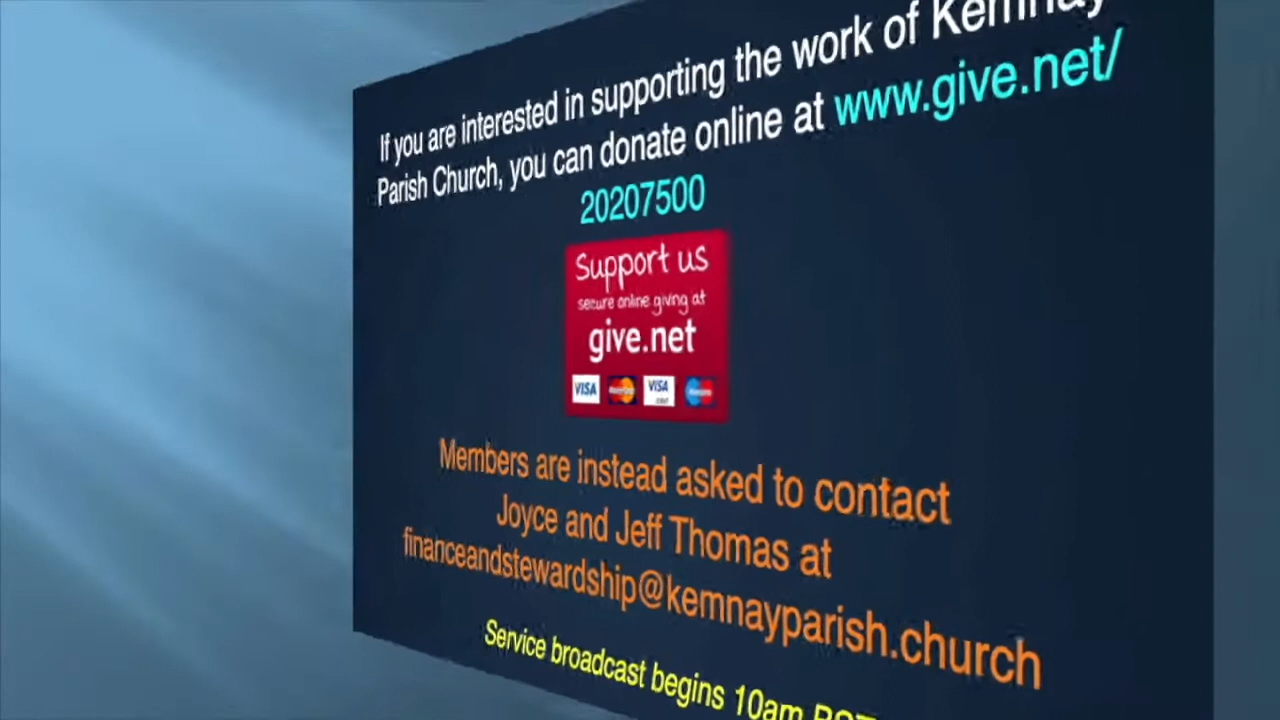 If you are interested in supporting the work of Kemnay
Parish Church, you can donate online at www.give.net/
20207500
Support us
secure online giving at
give.net
VISA
VISA
Members are instead asked to contact
Joyce and Jeff Thomas at
financeandstewardship@kemnayparish.church
Service broadcast begins 10am